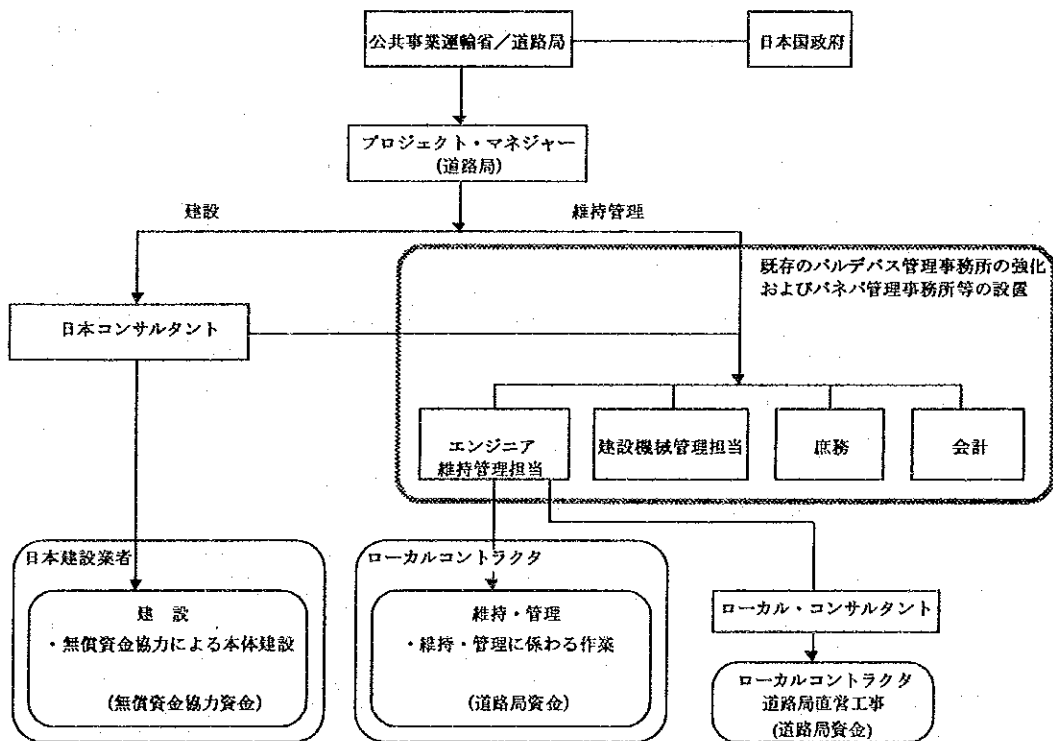 公共事業運輸省／道路局
日本国政府
プロジェクト・マネジャー
(道路局)
建設
維持管理
既存のバルデバス管理事務所の強化
およびバネパ管理事務所等の設置
日本コンサルタント
エンジニア
維持管理担当
建設機械管理担当
庶務
会計
日本建設業者
建　設
・無償資金協力による本体建設
(無償資金協力資金)
ローカルコントラクタ
維持・管理
・維持・管理に係わる作業
(道路局資金)
ローカル・コンサルタント
ローカルコントラクタ
道路局直営工事
(道路局資金)